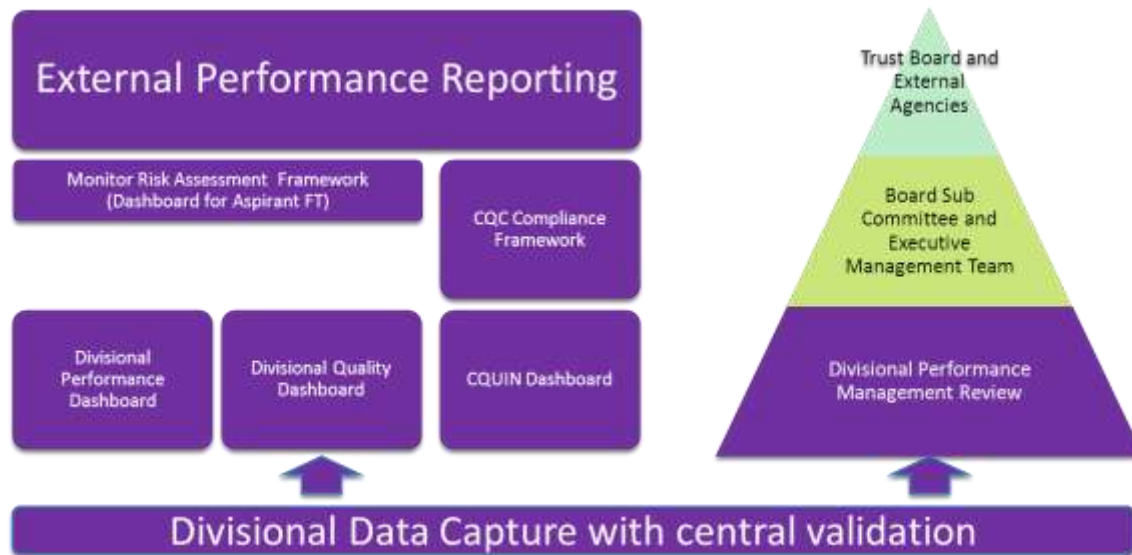 External Performance Reporting
Monitor Risk Assessment Framework
(Dashboard for Aspirant FT)
CQC Compliance
Framework
Divisional
Performance
Dashboard
Divisional Quality
Dashboard
CQUIN Dashboard
Trust Board and
External
Agencies
Board Sub
Committee and
Executive
Management Team
Divisional Performance
Management Review
Divisional Data Capture with central validation